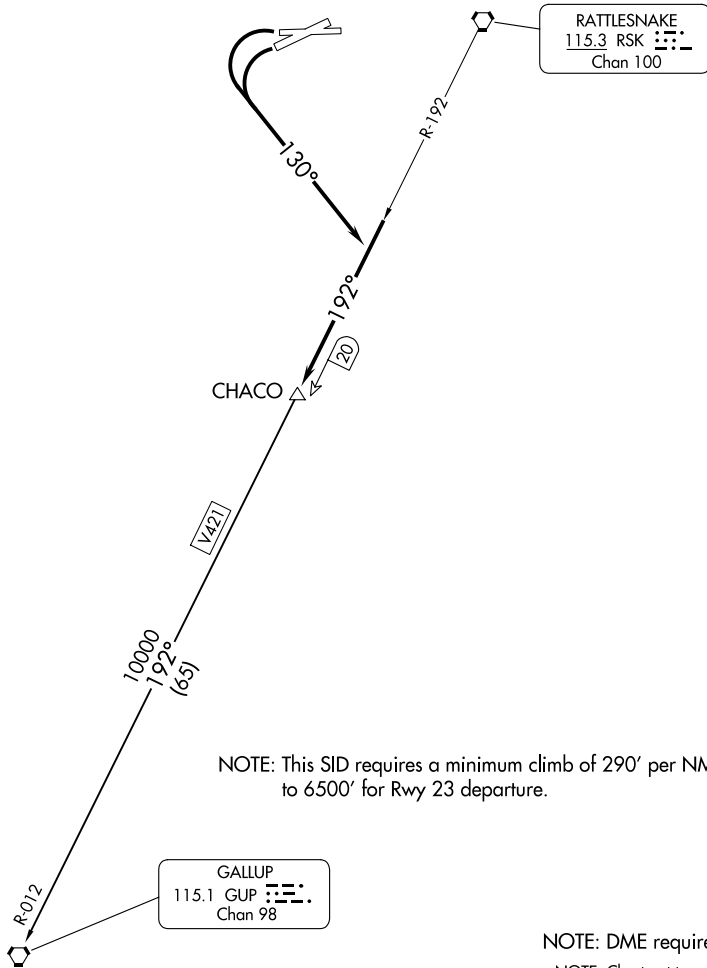 RATTLESNAKE
115.3 RSK
Chan 100
R-192
130°
192°
20
CHACO
V421
10000
192°
(65)
NOTE: This SID requires a minimum climb of 290' per NM
to 6500' for Rwy 23 departure.
GALLUP
115.1 GUP
Chan 98
R-012
NOTE: DME require
NOTE: Chart